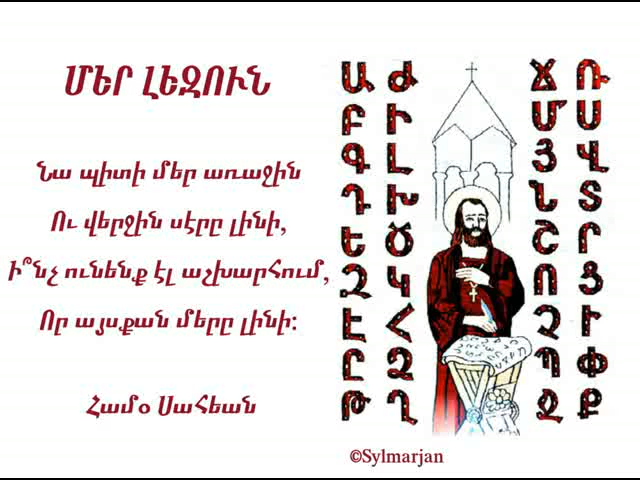 ՄԵՐ ԼԵԶՈՒՆ
Նա պիտի մեր առաջին
Ու վերջին սէրը լինի,
Ի՞նչ ունենք էլ աշխարհում,
Որ այսքան մերը լինի:
Համօ Սահեան
Ա Ժ Ճ Ռ
Բ Ի Մ Ս
Գ Լ Յ Վ
Դ Խ Ն Տ
Ե Ծ Շ Ր
Զ Կ Ո Ց
Է Հ Չ Ւ
Ը Ձ Պ Փ
Թ Ղ Ջ Ք
©Sylmarjan